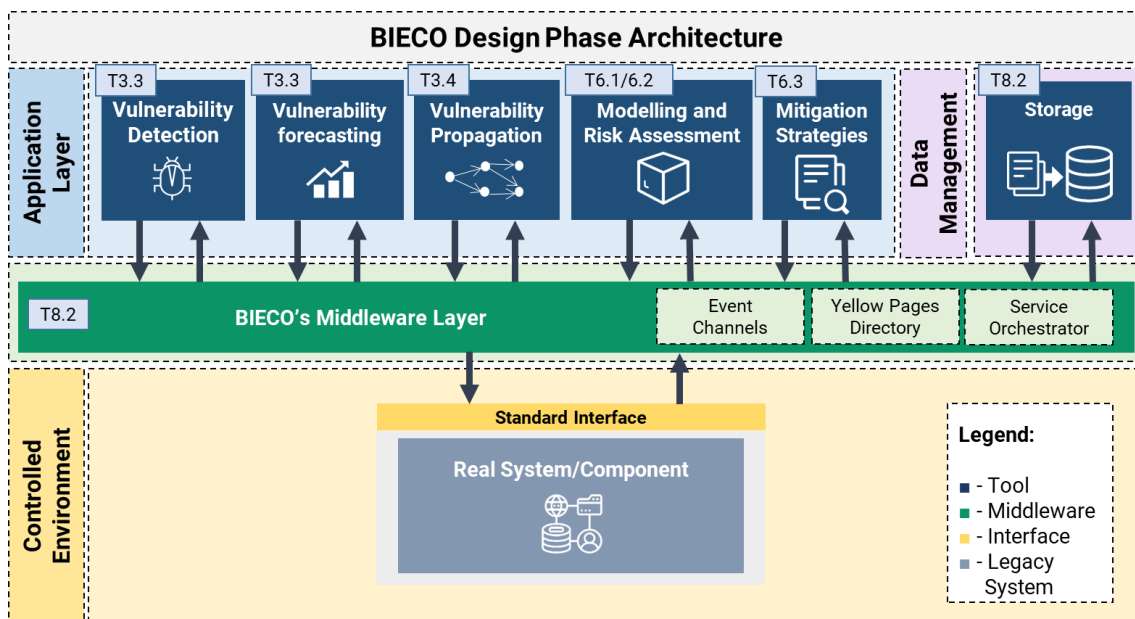 BIECO Design Phase Architecture
Application
Layer
T3.3
Vulnerability
Detection
T3.3
Vulnerability
forecasting
T3.4
Vulnerability
Propagation
T6.1/6.2
Modelling and
Risk Assessment
T6.3
Mitigation
Strategies
Data
Management
T8.2
Storage
T8.2
BIECO's Middleware Layer
Event
Channels
Yellow Pages
Directory
Service
Orchestrator
Controlled
Environment
Standard Interface
Real System/Component
Legend:
- Tool
- Middleware
- Interface
- Legacy
System